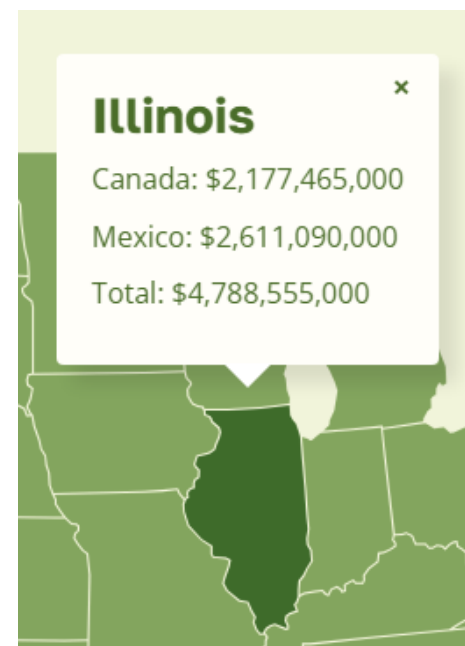 ×
Illinois
Canada: $2,177,465,000
Mexico: $2,611,090,000
Total: $4,788,555,000